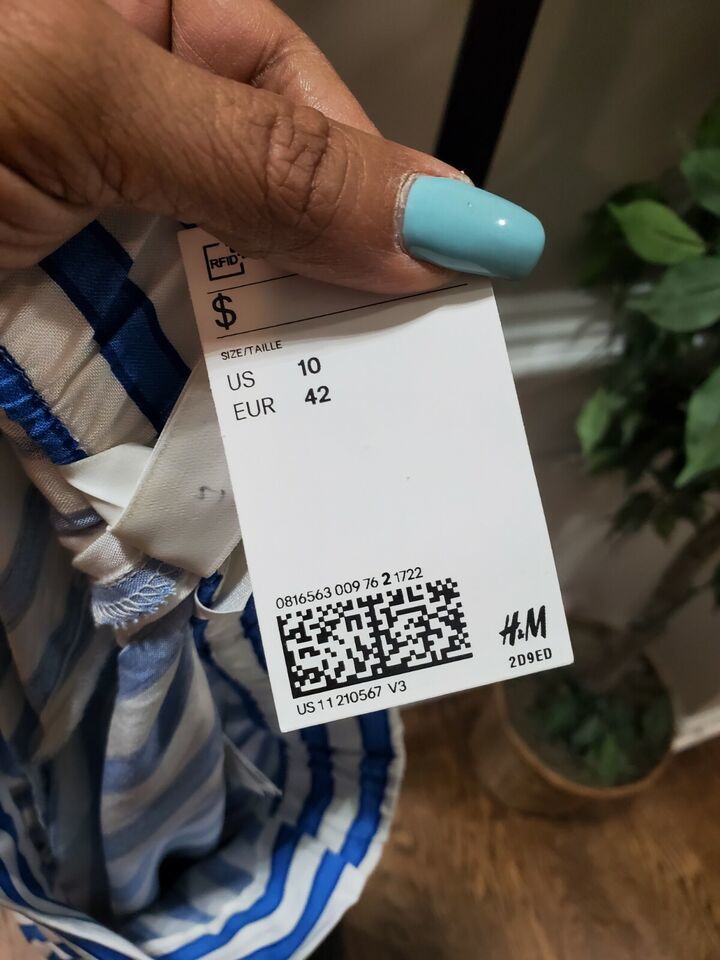 RFID
$
SIZE/TAILLE
US 10
EUR 42
0816563 009 76 2 1722
H&M
2D9ED
US 11 210567 V3